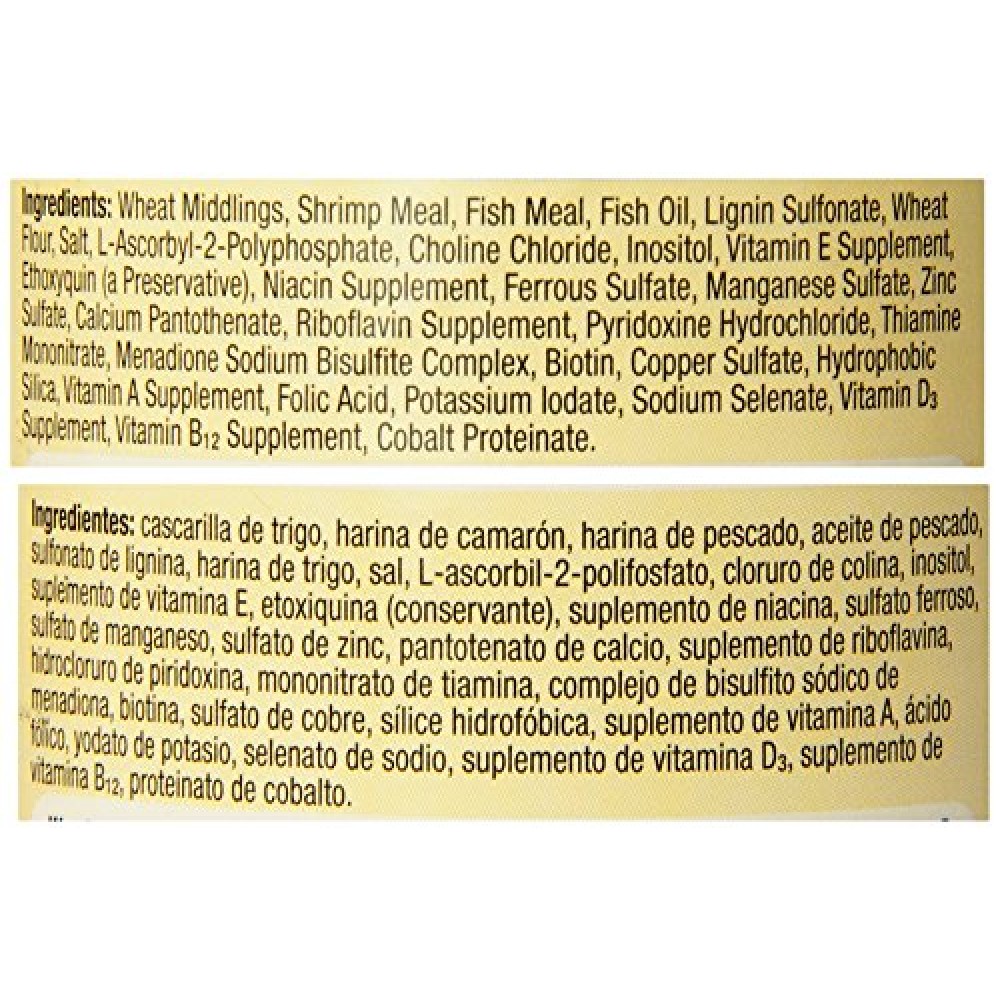 Ingredients: Wheat Middlings, Shrimp Meal, Fish Meal, Fish Oil, Lignin Sulfonate, Wheat
Flour, Salt, L-Ascorbyl-2-Polyphosphate, Choline Chloride, Inositol, Vitamin E Supplement,
Ethoxyquin (a Preservative), Niacin Supplement, Ferrous Sulfate, Manganese Sulfate, Zinc
Sulfate, Calcium Pantothenate, Riboflavin Supplement, Pyridoxine Hydrochloride, Thiamine
Mononitrate, Menadione Sodium Bisulfite Complex, Biotin, Copper Sulfate, Hydrophobic
Silica, Vitamin A Supplement, Folic Acid, Potassium Iodate, Sodium Selenate, Vitamin D₃
Supplement, Vitamin B₁₂ Supplement, Cobalt Proteinate.
Ingredientes: cascarilla de trigo, harina de camarón, harina de pescado, aceite de pescado,
sulfonato de lignina, harina de trigo, sal, L-ascorbil-2-polifosfato, cloruro de colina, inositol,
suplemento de vitamina E, etoxiquina (conservante), suplemento de niacina, sulfato ferroso,
sulfato de manganeso, sulfato de zinc, pantotenato de calcio, suplemento de riboflavina,
hidrocloruro de piridoxina, mononitrato de tiamina, complejo de bisulfito sódico de
menadiona, biotina, sulfato de cobre, sílice hidrofóbica, suplemento de vitamina A, ácido
fólico, yodato de potasio, selenato de sodio, suplemento de vitamina D₃, suplemento de
vitamina B₁₂, proteinato de cobalto.